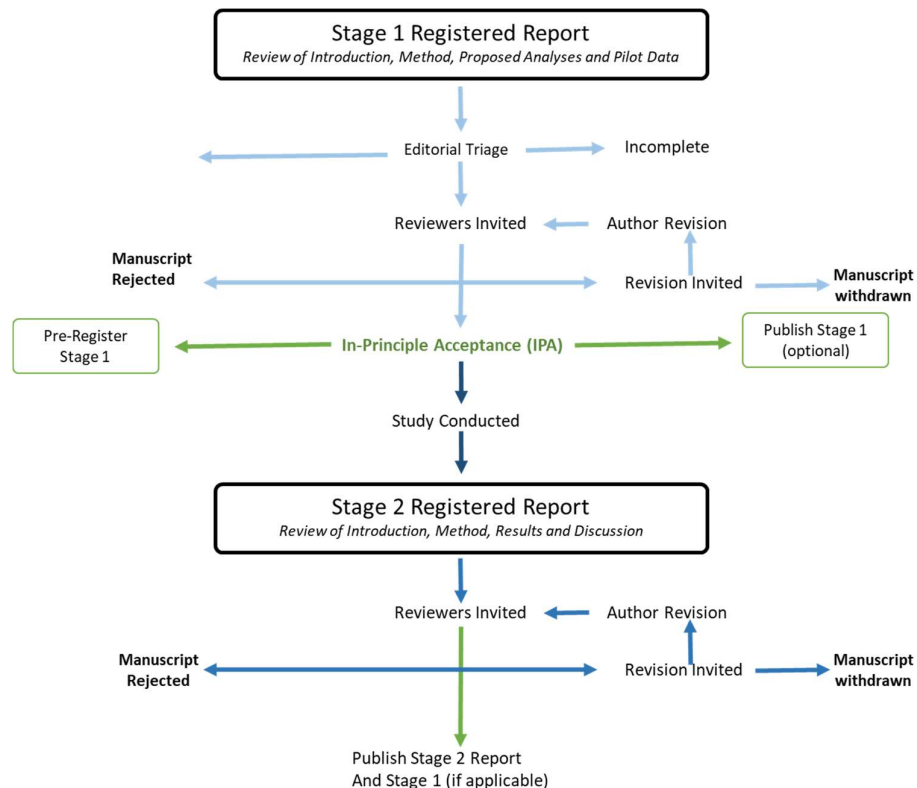 Stage 1 Registered Report
Review of Introduction, Method, Proposed Analyses and Pilot Data
Editorial Triage
Incomplete
Reviewers Invited
Author Revision
Manuscript
Rejected
Revision Invited
Manuscript
withdrawn
Pre-Register
Stage 1
In-Principle Acceptance (IPA)
Publish Stage 1
(optional)
Study Conducted
Stage 2 Registered Report
Review of Introduction, Method, Results and Discussion
Reviewers Invited
Author Revision
Manuscript
Rejected
Revision Invited
Manuscript
withdrawn
Publish Stage 2 Report
And Stage 1 (if applicable)